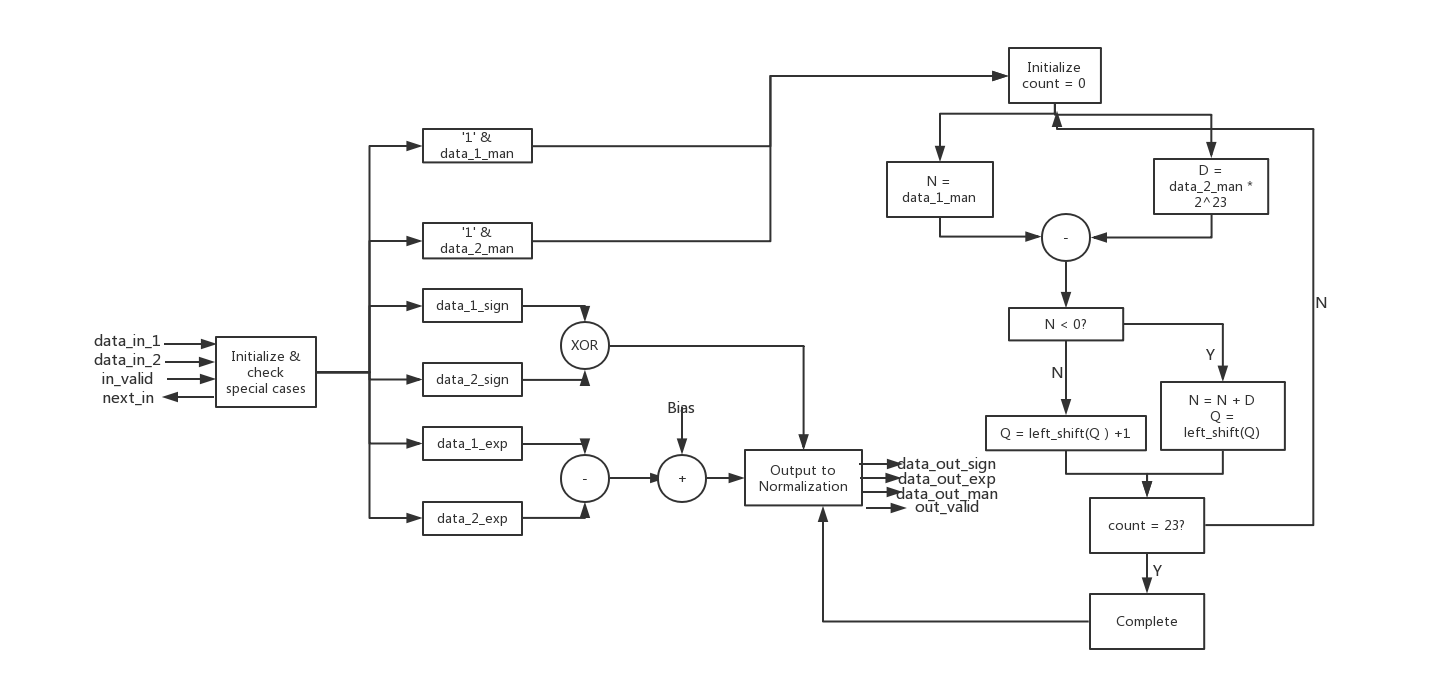 Initialize
count = 0
'1' &
data_1_man
N =
data_1_man
D =
data_2_man *
2^23
'1' &
data_2_man
-
data_1_sign
N
N < 0?
data_in_1
data_in_2
in_valid
next_in
Initialize &
check
special cases
XOR
Y
N
data_2_sign
Bias
N = N + D
Q =
left_shift(Q)
Q = left_shift(Q ) +1
data_1_exp
-
+
Output to
Normalization
data_out_sign
data_out_exp
data_out_man
out_valid
data_2_exp
count = 23?
Y
Complete